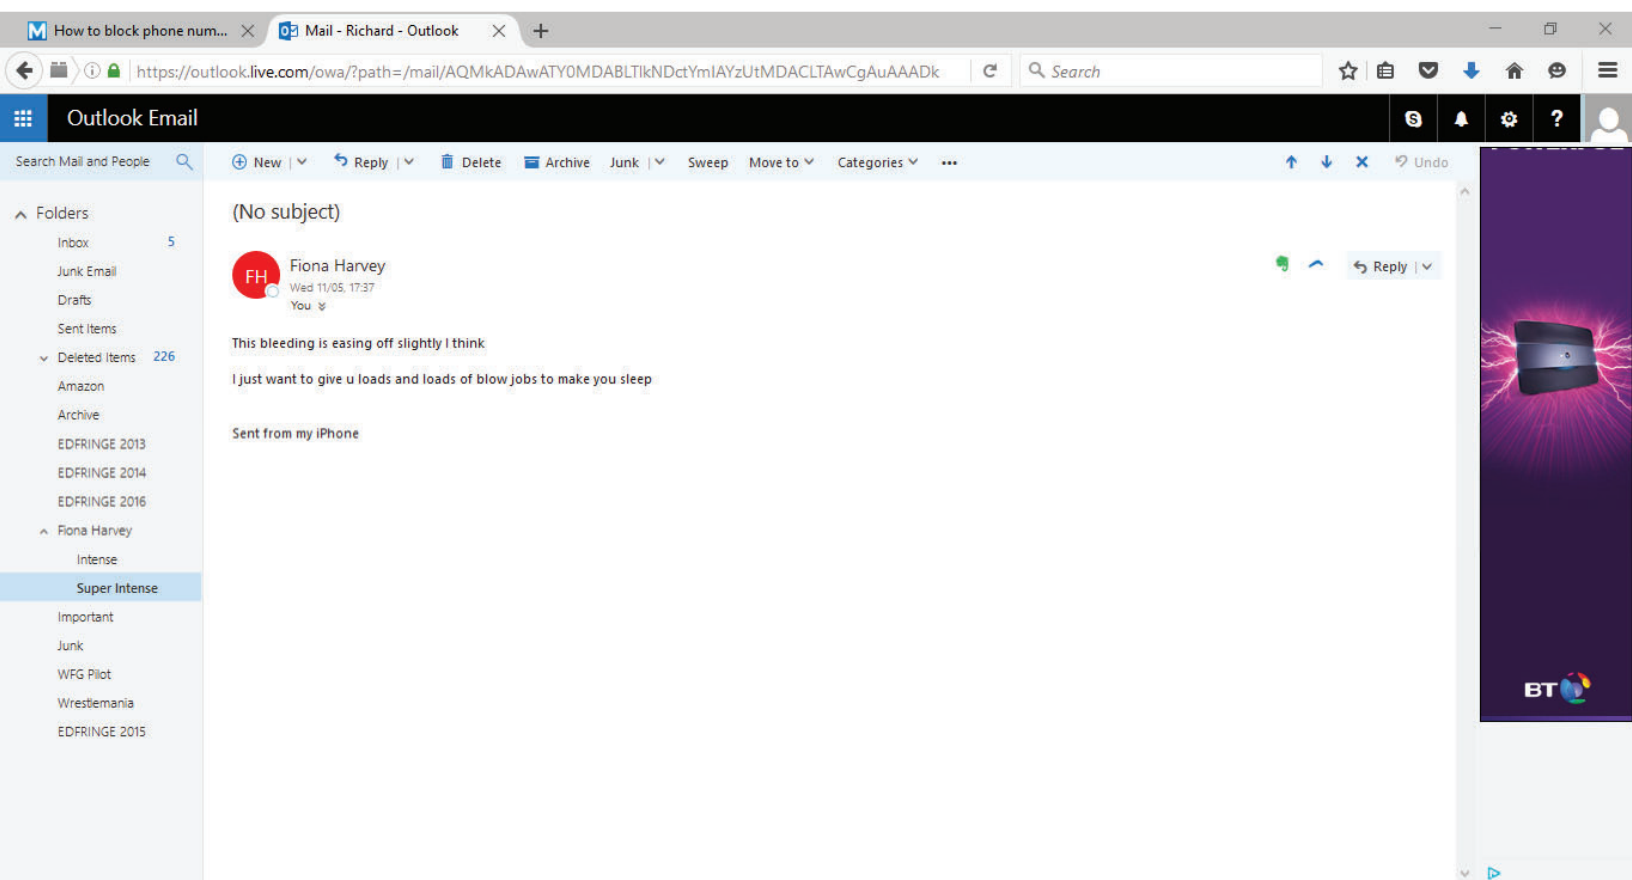 How to block phone num...
Mail - Richard - Outlook
https://outlook.live.com/owa/?path=/mail/AQMkADAwATY0MDABLTlkNDctYmIAYzUtMDACLTAwCgAuAAADk
Search
Outlook Email
Search Mail and People
New Reply Delete Archive Junk Sweep Move to Categories ... Undo
Folders
Inbox 5
Junk Email
Drafts
Sent Items
Deleted Items 226
Amazon
Archive
EDFRINGE 2013
EDFRINGE 2014
EDFRINGE 2016
Fiona Harvey
Intense
Super Intense
Important
Junk
WFG Pilot
Wrestlemania
EDFRINGE 2015
(No subject)
FH
Fiona Harvey
Wed 11/05, 17:37
You
Reply
This bleeding is easing off slightly I think
I just want to give u loads and loads of blow jobs to make you sleep
Sent from my iPhone
BT